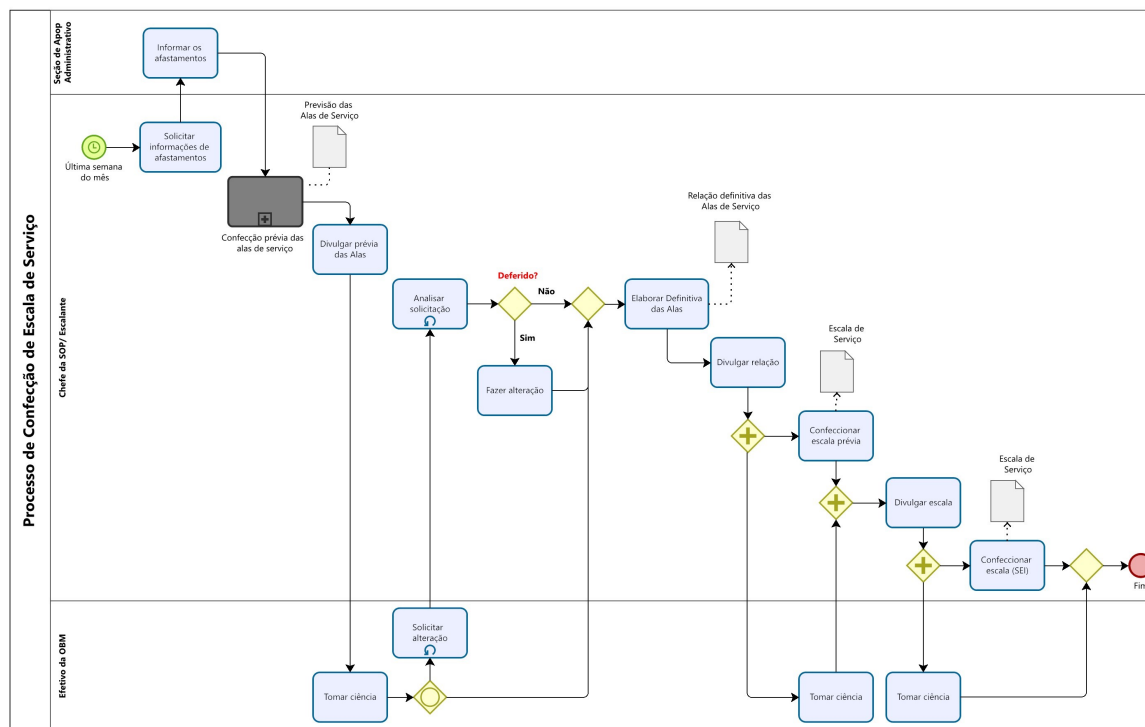 Processo de Confecção de Escala de Serviço
Seção de Apop
Administrativo
Informar os
afastamentos
Chefe da SOP/ Escalante
Última semana
do mês
Solicitar
informações de
afastamentos
Previsão das
Alas de Serviço
Confecção prévia das
alas de serviço
Divulgar prévia
das Alas
Analisar
solicitação
Deferido?
Não
Sim
Fazer alteração
Elaborar Definitiva
das Alas
Relação definitiva das
Alas de Serviço
Divulgar relação
Escala de
Serviço
Confeccionar
escala prévia
Divulgar escala
Escala de
Serviço
Confeccionar
escala (SEI)
Fim
Efetivo da OBM
Tomar ciência
Solicitar
alteração
Tomar ciência
Tomar ciência